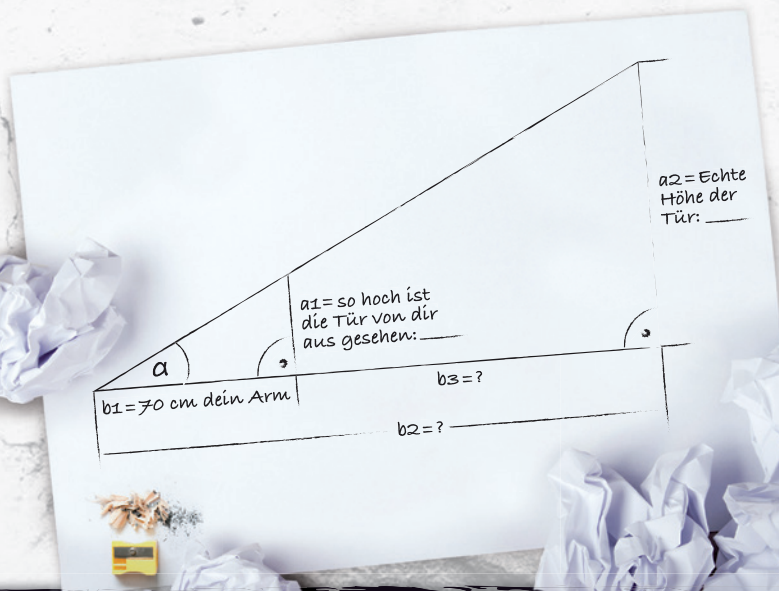 a2=Echte
Höhe der
Tür: ____
a1=so hoch ist
die Tür von dir
aus gesehen:____
a
b1=70 cm dein Arm
b3=?
b2=?